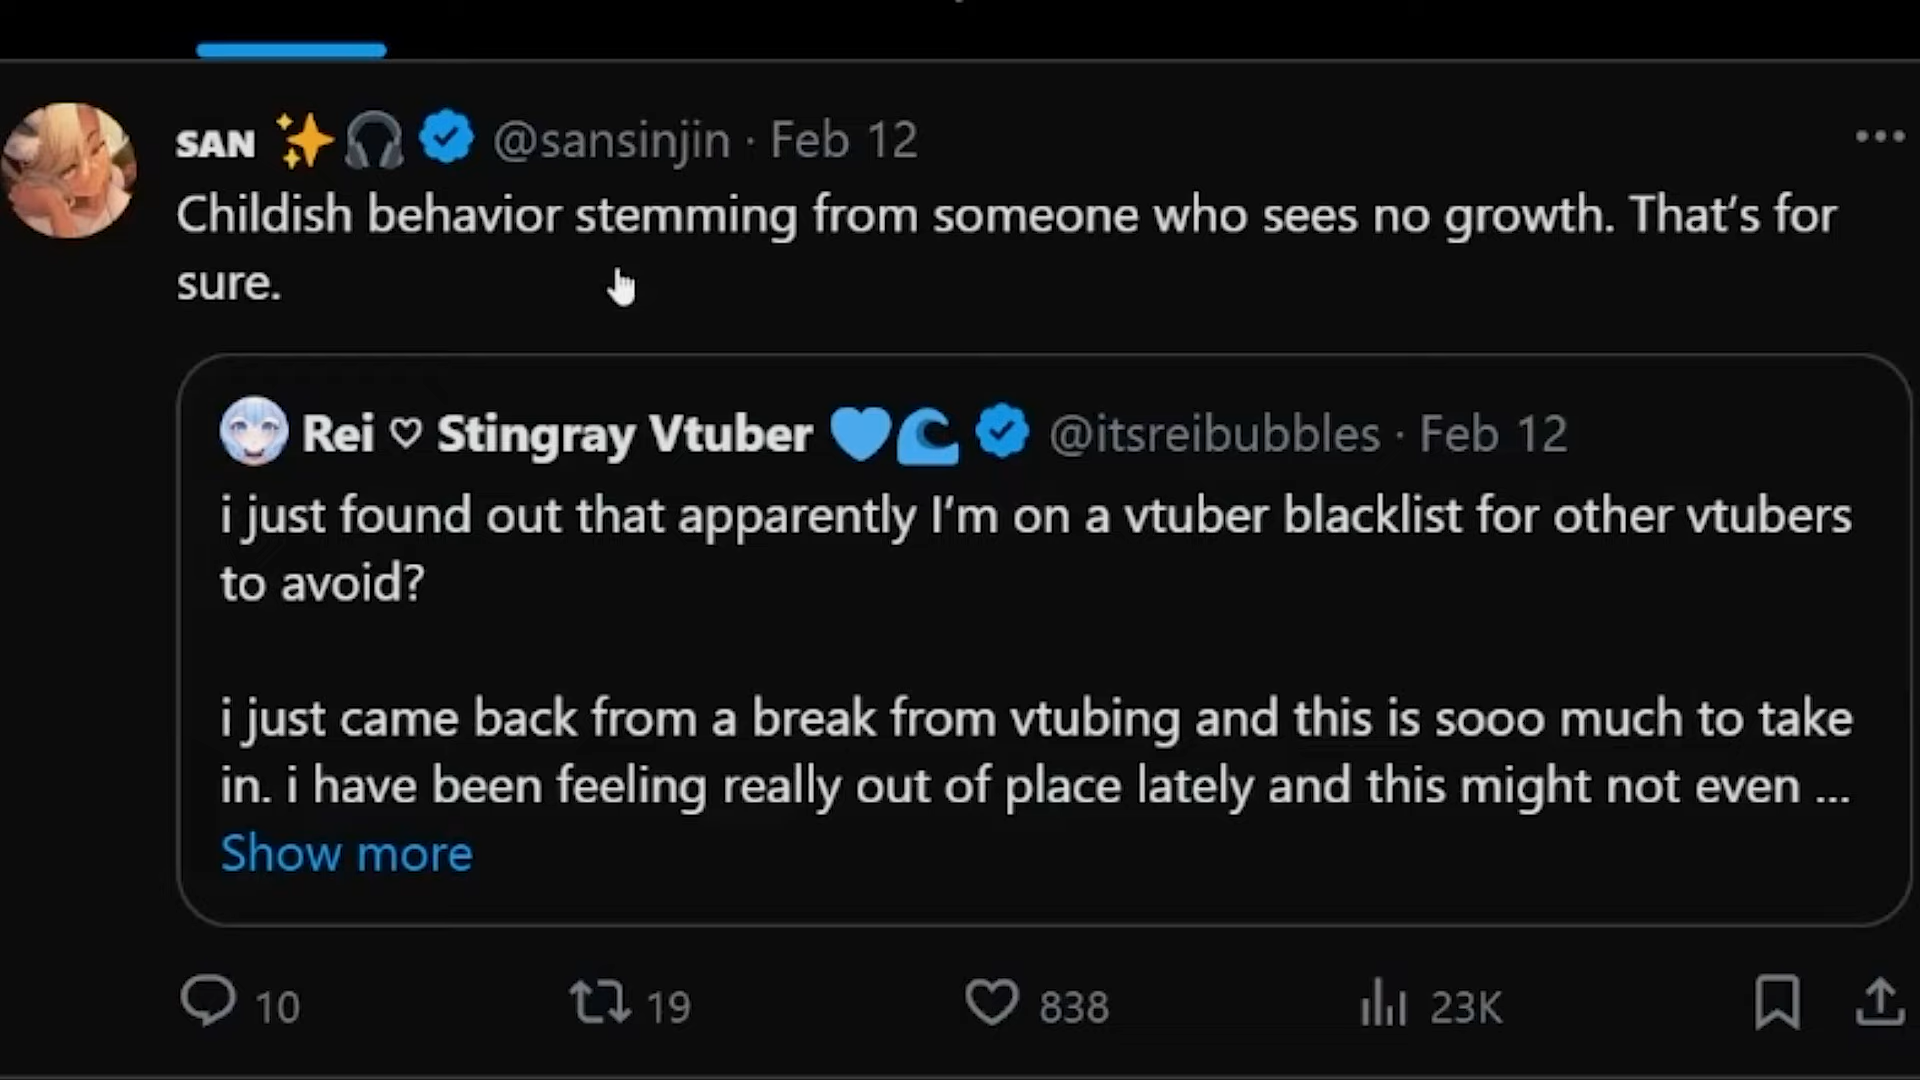 SAN ✨🎧 @sansinjin · Feb 12
Childish behavior stemming from someone who sees no growth. That's for
sure.
Rei ♡ Stingray Vtuber 💙🌊 @itsreibubbles · Feb 12
i just found out that apparently I'm on a vtuber blacklist for other vtubers
to avoid?
i just came back from a break from vtubing and this is sooo much to take
in. i have been feeling really out of place lately and this might not even ...
Show more
10 19 838 23K